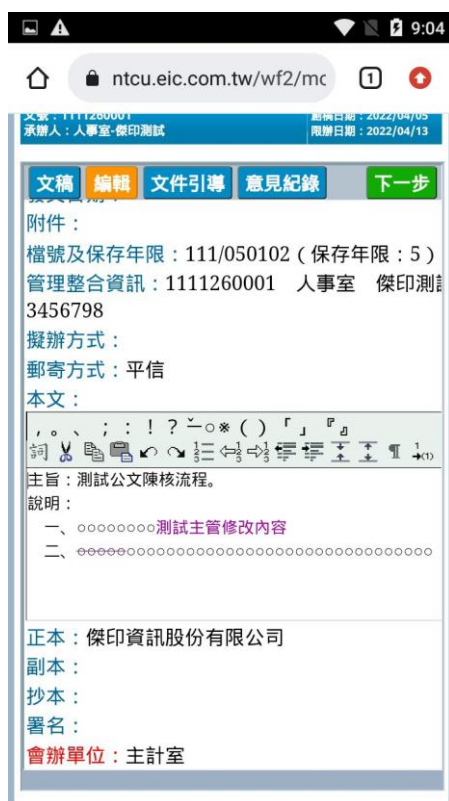 9:04
ntcu.eic.com.tw/wf2/mc
1
文號：1111260001 創稿日期：2022/04/05
承辦人：人事室-傑印測試 限辦日期：2022/04/13
文稿 編輯 文件引導 意見紀錄 下一步
附件：
檔號及保存年限：111/050102（保存年限：5）
管理整合資訊：1111260001 人事室 傑印測試
3456798
擬辦方式：
郵寄方式：平信
本文：
，。、；：！？ ○※（）「」『』
詞
主旨：測試公文陳核流程。
說明：
一、○○○○○○○○測試主管修改內容
二、○○○○○○○○○○○○○○○○○○○○○○○○○○○○○○○○○○○○
正本：傑印資訊股份有限公司
副本：
抄本：
署名：
會辦單位：主計室